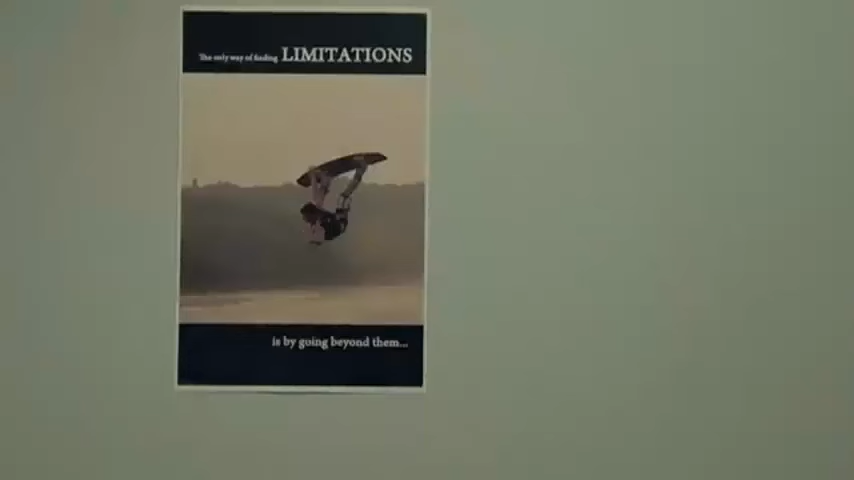 The only way of finding LIMITATIONS
is by going beyond them...